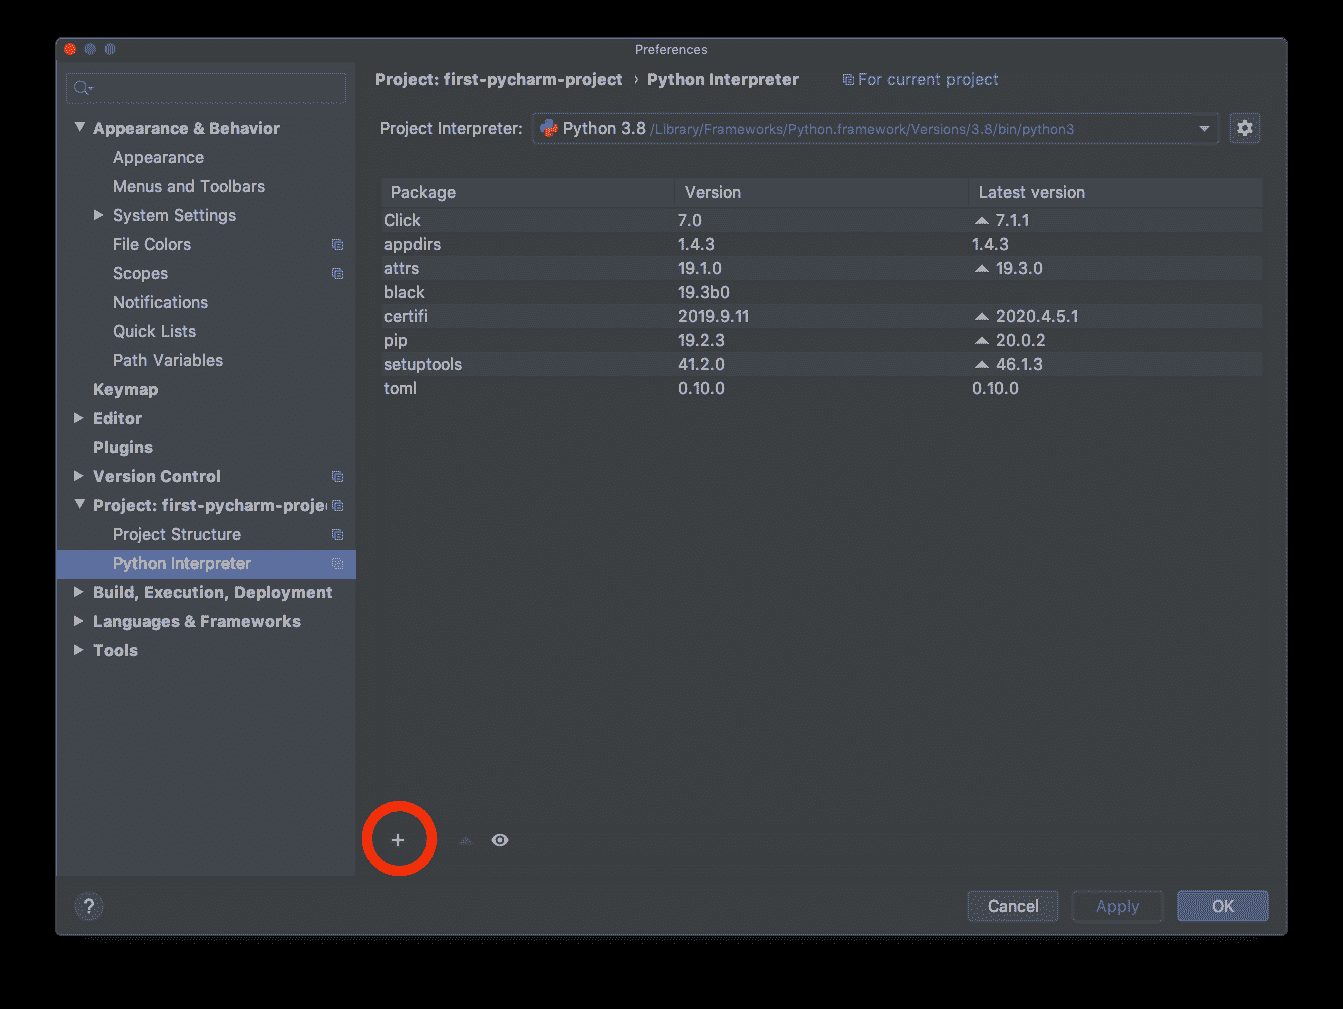 Preferences
Project: first-pycharm-project › Python Interpreter For current project
Project Interpreter: Python 3.8 /Library/Frameworks/Python.framework/Versions/3.8/bin/python3
Appearance & Behavior
Appearance
Menus and Toolbars
System Settings
File Colors
Scopes
Notifications
Quick Lists
Path Variables
Keymap
Editor
Plugins
Version Control
Project: first-pycharm-proje
Project Structure
Python Interpreter
Build, Execution, Deployment
Languages & Frameworks
Tools
Package Version Latest version
Click 7.0 7.1.1
appdirs 1.4.3 1.4.3
attrs 19.1.0 19.3.0
black 19.3b0
certifi 2019.9.11 2020.4.5.1
pip 19.2.3 20.0.2
setuptools 41.2.0 46.1.3
toml 0.10.0 0.10.0
+
?
Cancel Apply OK